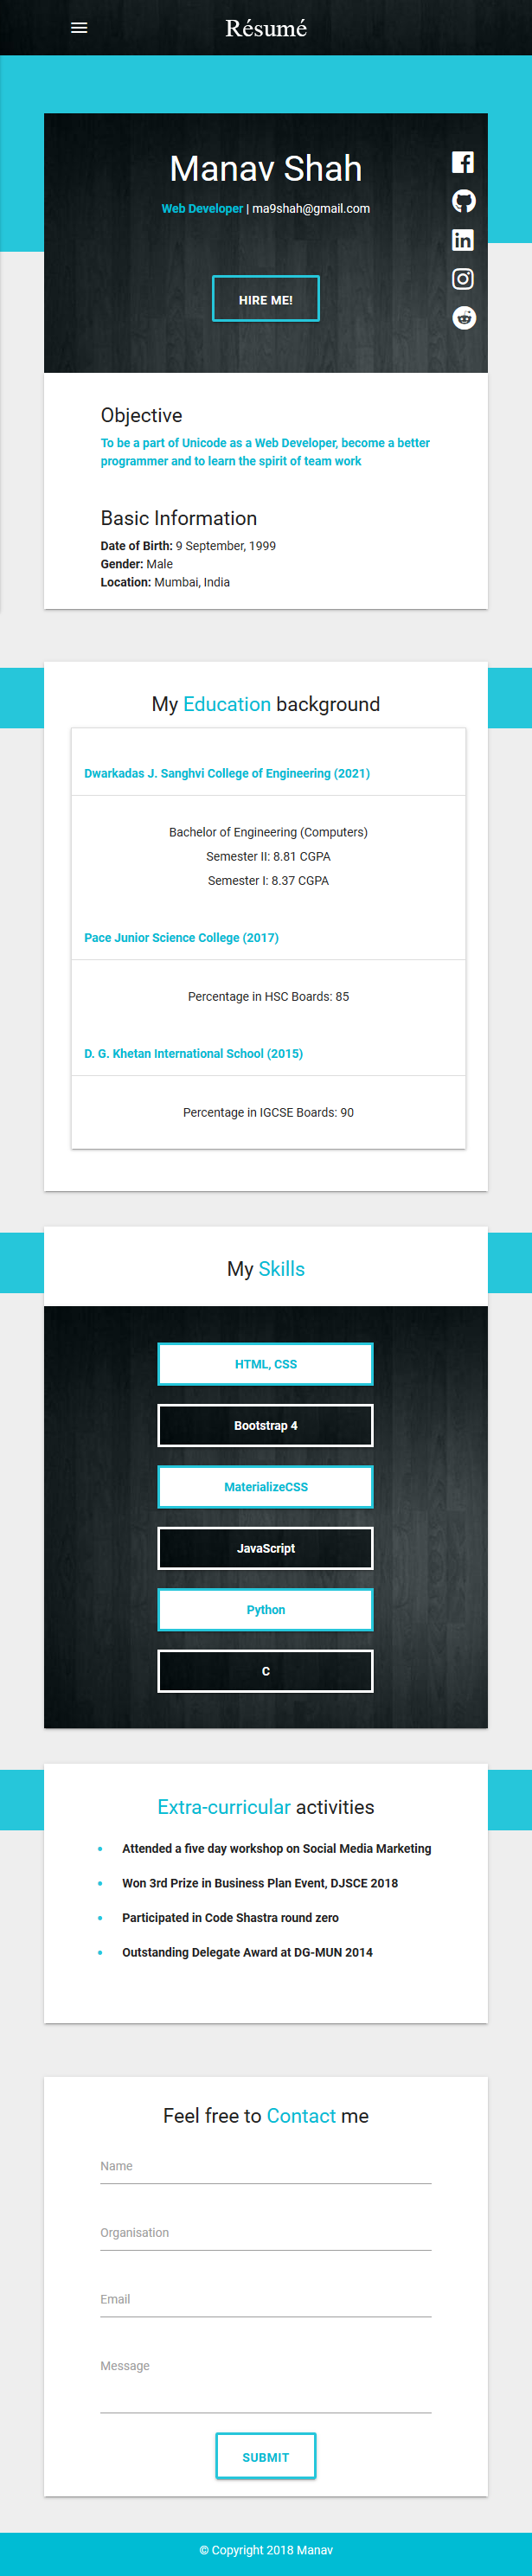 Résumé
Manav Shah
Web Developer | ma9shah@gmail.com
HIRE ME!
Objective
To be a part of Unicode as a Web Developer, become a better
programmer and to learn the spirit of team work
Basic Information
Date of Birth: 9 September, 1999
Gender: Male
Location: Mumbai, India
My Education background
Dwarkadas J. Sanghvi College of Engineering (2021)
Bachelor of Engineering (Computers)
Semester II: 8.81 CGPA
Semester I: 8.37 CGPA
Pace Junior Science College (2017)
Percentage in HSC Boards: 85
D. G. Khetan International School (2015)
Percentage in IGCSE Boards: 90
My Skills
HTML, CSS
Bootstrap 4
MaterializeCSS
JavaScript
Python
C
Extra-curricular activities
Attended a five day workshop on Social Media Marketing
Won 3rd Prize in Business Plan Event, DJSCE 2018
Participated in Code Shastra round zero
Outstanding Delegate Award at DG-MUN 2014
Feel free to Contact me
Name
Organisation
Email
Message
SUBMIT
© Copyright 2018 Manav